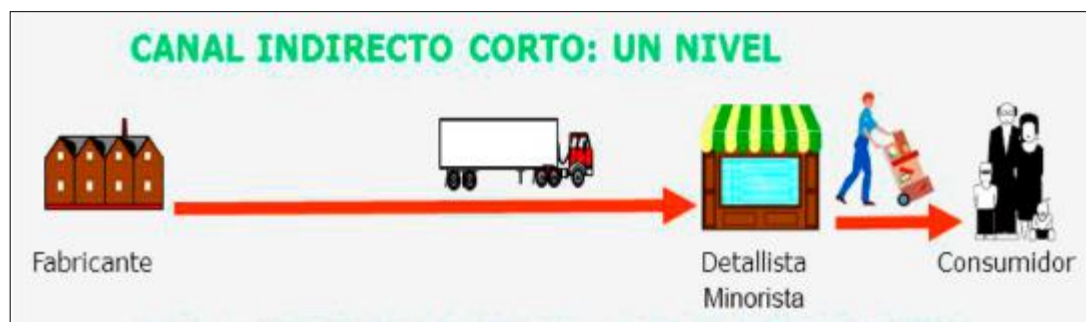 CANAL INDIRECTO CORTO: UN NIVEL
Fabricante
Detallista
Minorista
Consumidor